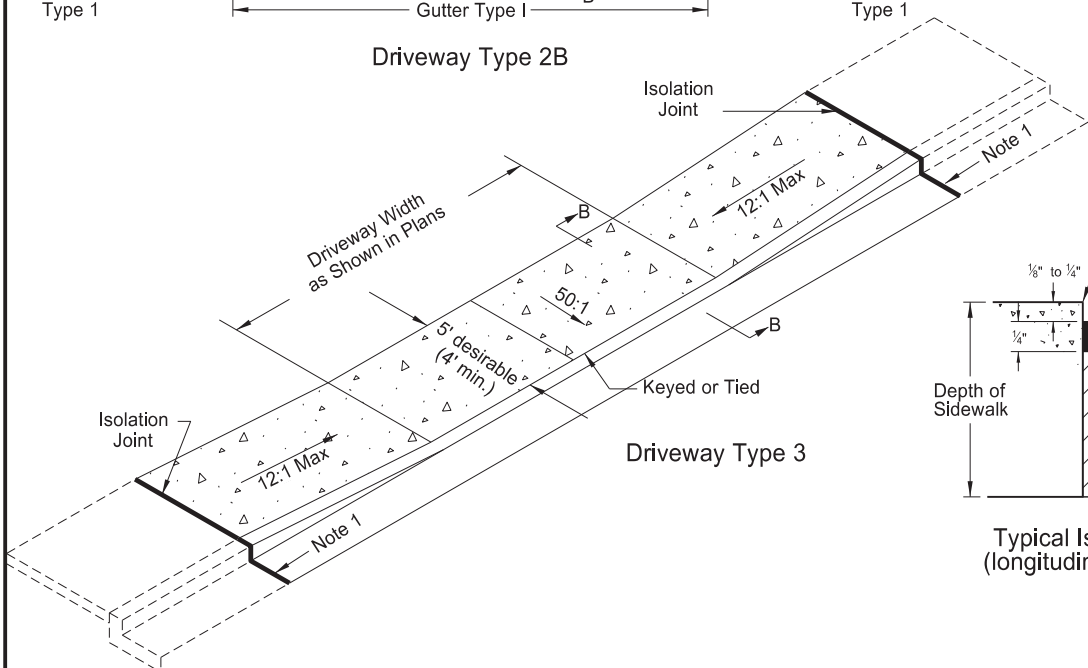 Type 1
B
Gutter Type I
Type 1
Driveway Type 2B
Isolation
Joint
Note 1
12:1 Max
Driveway Width
as Shown in Plans
B
50:1
5' desirable
(4' min.)
B
Keyed or Tied
Driveway Type 3
Isolation
Joint
12:1 Max
Note 1
⅛" to ¼"
¼"
Depth of
Sidewalk
Typical Is
(longitudin